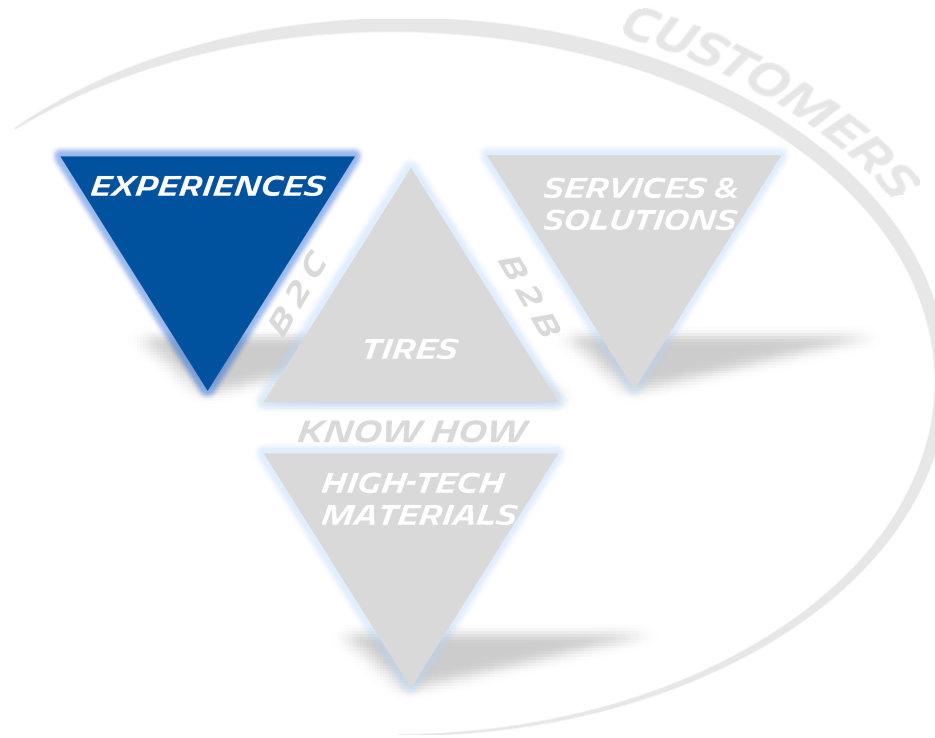 CUSTOMERS
EXPERIENCES
SERVICES &
SOLUTIONS
B2C
B2B
TIRES
KNOW HOW
HIGH-TECH
MATERIALS